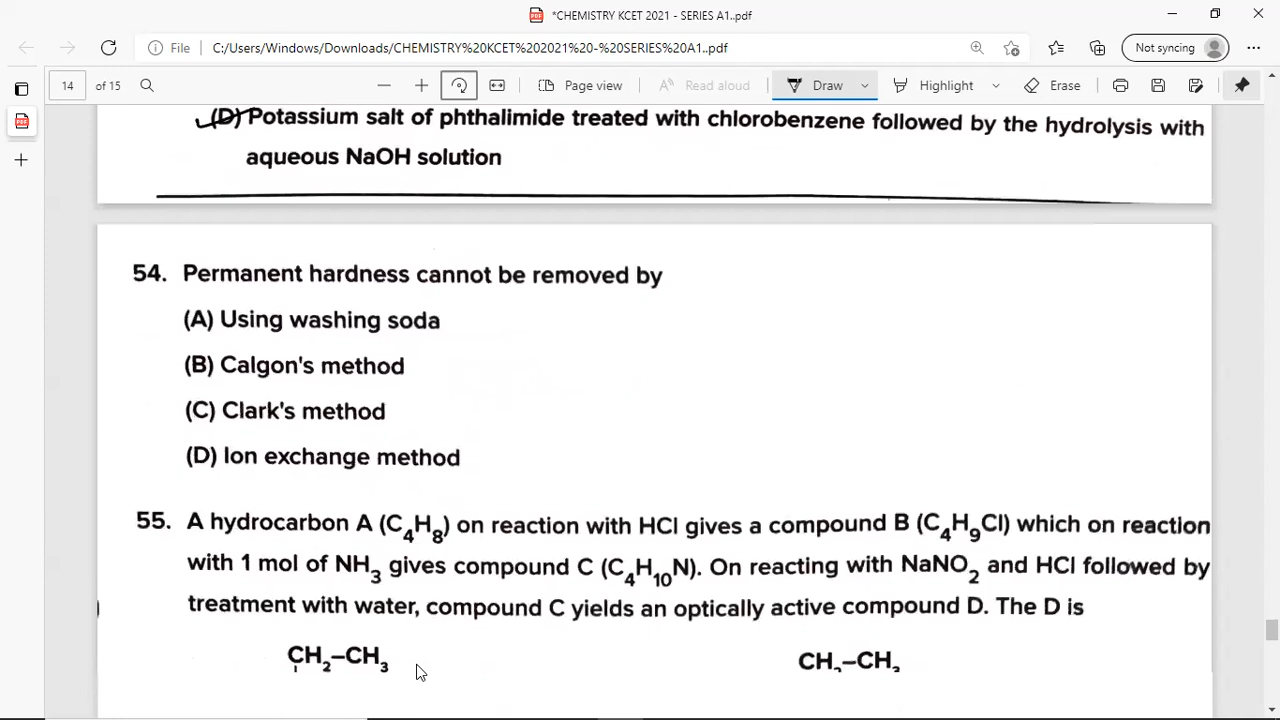 *CHEMISTRY KCET 2021 - SERIES A1..pdf
File C:/Users/Windows/Downloads/CHEMISTRY%20KCET%202021%20-%20SERIES%20A1..pdf Not syncing
14 of 15 Page view Read aloud Draw Highlight Erase
(D) Potassium salt of phthalimide treated with chlorobenzene followed by the hydrolysis with
aqueous NaOH solution
54. Permanent hardness cannot be removed by
(A) Using washing soda
(B) Calgon's method
(C) Clark's method
(D) Ion exchange method
55. A hydrocarbon A (C₄H₈) on reaction with HCl gives a compound B (C₄H₉Cl) which on reaction
with 1 mol of NH₃ gives compound C (C₄H₁₀N). On reacting with NaNO₂ and HCl followed by
treatment with water, compound C yields an optically active compound D. The D is
CH₂–CH₃ CH₂–CH₃